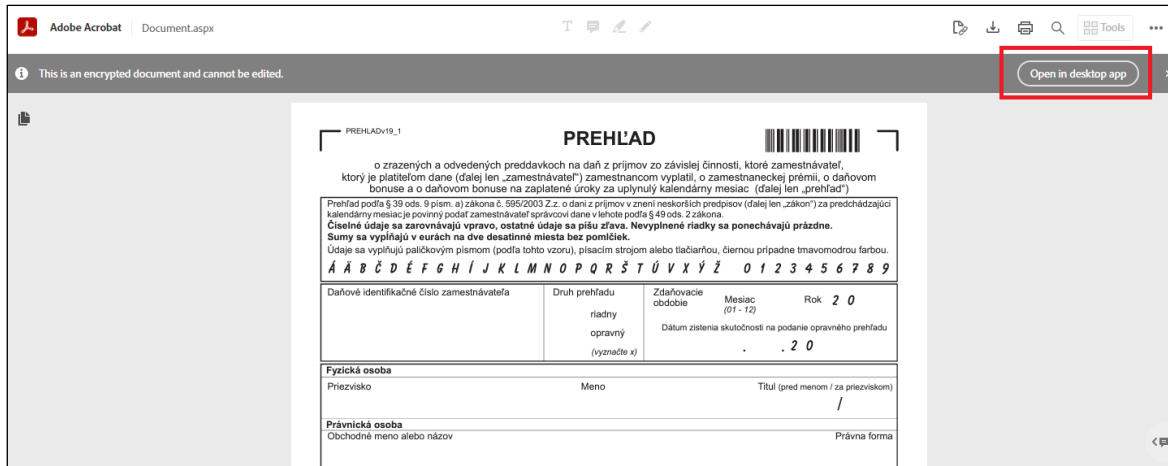 Adobe Acrobat Document.aspx Tools
This is an encrypted document and cannot be edited. Open in desktop app
PREHLADv19_1
PREHĽAD
o zrazených a odvedených preddavkoch na daň z príjmov zo závislej činnosti, ktoré zamestnávateľ,
ktorý je platiteľom dane (ďalej len „zamestnávateľ") zamestnancom vyplatil, o zamestnaneckej prémii, o daňovom
bonuse a o daňovom bonuse na zaplatené úroky za uplynulý kalendárny mesiac (ďalej len „prehľad")
Prehľad podľa § 39 ods. 9 písm. a) zákona č. 595/2003 Z.z. o dani z príjmov v znení neskorších predpisov (ďalej len „zákon") za predchádzajúci
kalendárny mesiac je povinný podať zamestnávateľ správcovi dane v lehote podľa § 49 ods. 2 zákona.
Číselné údaje sa zarovnávajú vpravo, ostatné údaje sa píšu zľava. Nevyplnené riadky sa ponechávajú prázdne.
Sumy sa vypĺňajú v eurách na dve desatinné miesta bez pomlčiek.
Údaje sa vyplňujú paličkovým písmom (podľa tohto vzoru), písacím strojom alebo tlačiarňou, čiernou prípadne tmavomodrou farbou.
Á Ä B Č D É F G H Í J K L M N O P Q R Š T Ú V X Ý Ž 0 1 2 3 4 5 6 7 8 9
Daňové identifikačné číslo zamestnávateľa
Druh prehľadu
riadny
opravný
(vyznačte x)
Zdaňovacie
obdobie
Mesiac
(01 - 12)
Rok 2 0
Dátum zistenia skutočnosti na podanie opravného prehľadu
. . 2 0
Fyzická osoba
Priezvisko Meno Titul (pred menom / za priezviskom)
/
Právnická osoba
Obchodné meno alebo názov Právna forma